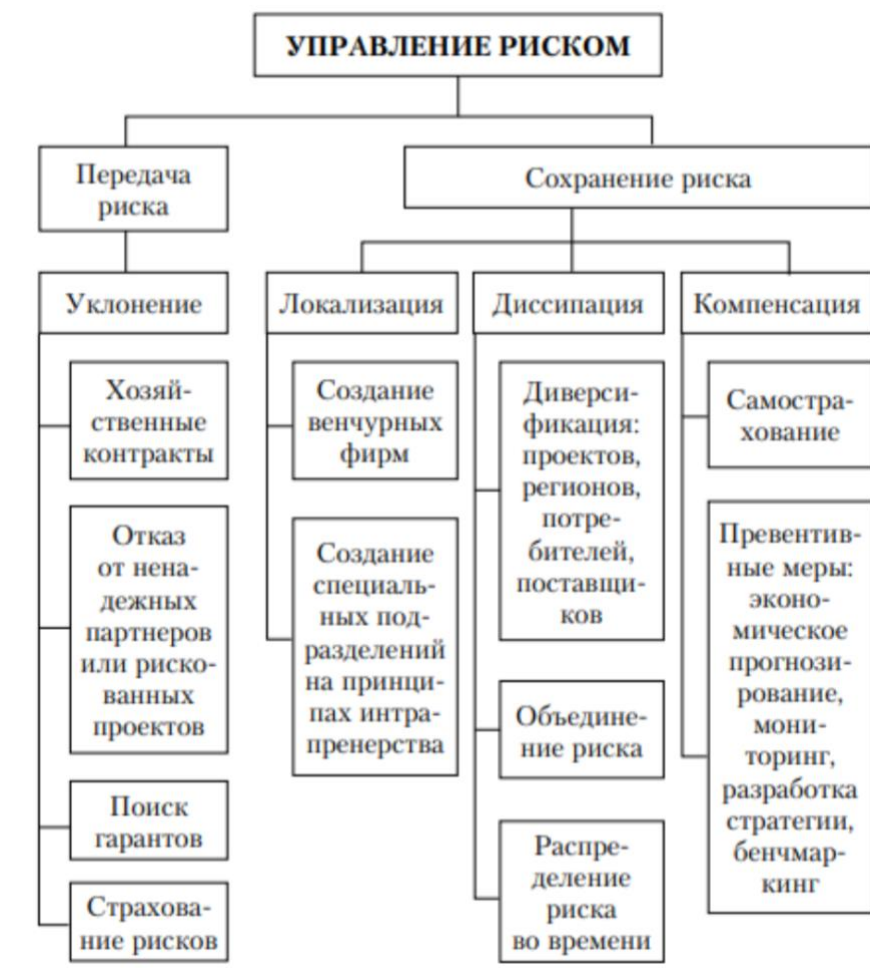 УПРАВЛЕНИЕ РИСКОМ
Передача
риска
Сохранение риска
Уклонение
Локализация
Диссипация
Компенсация
Хозяй-
ственные
контракты
Отказ
от нена-
дежных
партнеров
или риско-
ванных
проектов
Поиск
гарантов
Страхова-
ние рисков
Создание
венчурных
фирм
Создание
специаль-
ных под-
разделений
на принци-
пах интра-
пренерства
Диверси-
фикация:
проектов,
регионов,
потре-
бителей,
поставщи-
ков
Объедине-
ние риска
Распре-
деление
риска
во времени
Самостра-
хование
Превентив-
ные меры:
эконо-
мическое
прогнози-
рование,
мони-
торинг,
разработка
стратегии,
бенчмар-
кинг